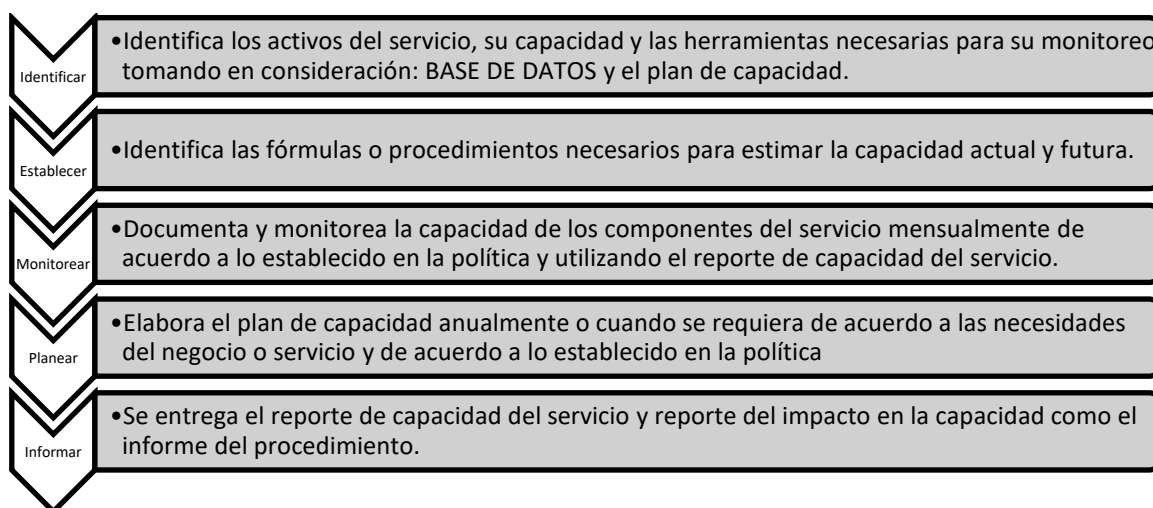 Identificar
•Identifica los activos del servicio, su capacidad y las herramientas necesarias para su monitoreo
tomando en consideración: BASE DE DATOS y el plan de capacidad.
Establecer
•Identifica las fórmulas o procedimientos necesarios para estimar la capacidad actual y futura.
Monitorear
•Documenta y monitorea la capacidad de los componentes del servicio mensualmente de
acuerdo a lo establecido en la política y utilizando el reporte de capacidad del servicio.
Planear
•Elabora el plan de capacidad anualmente o cuando se requiera de acuerdo a las necesidades
del negocio o servicio y de acuerdo a lo establecido en la política
Informar
•Se entrega el reporte de capacidad del servicio y reporte del impacto en la capacidad como el
informe del procedimiento.